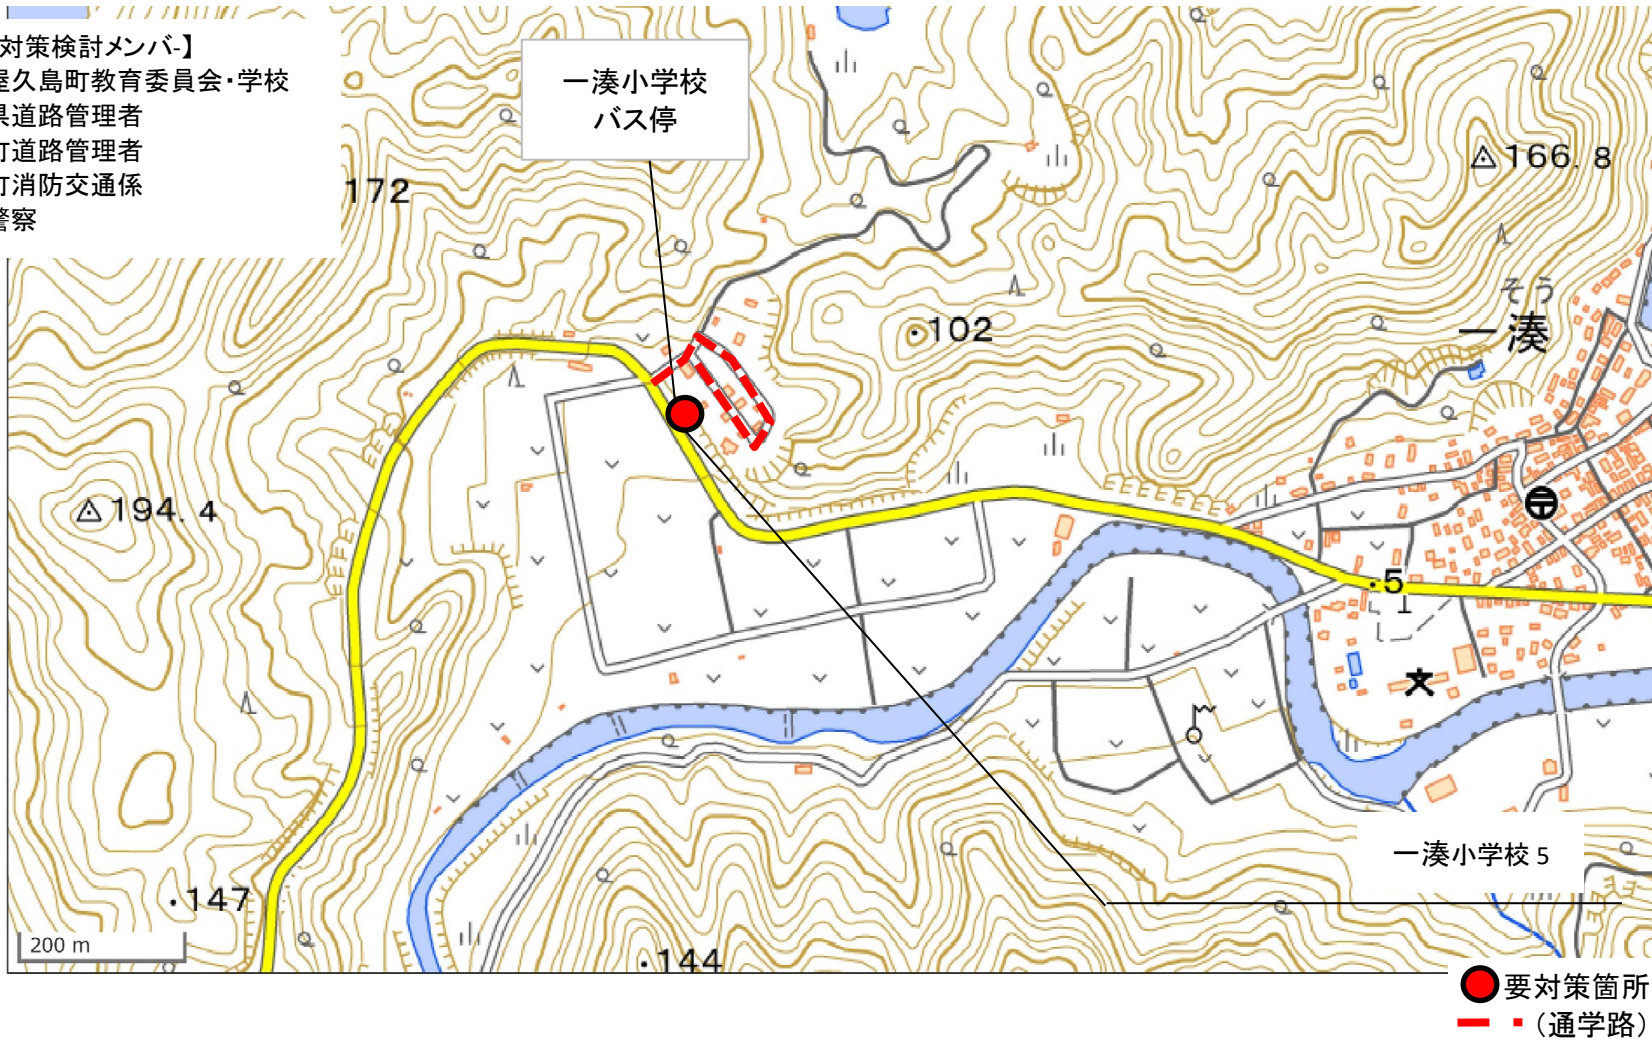 対策検討メンバ-】
屋久島町教育委員会・学校
県道路管理者
町道路管理者
町消防交通係
警察
一湊小学校
バス停
172
166.8
102
そう
一湊
194.4
5
147
144
一湊小学校 5
200 m
要対策箇所
(通学路)